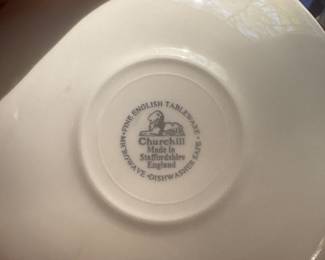 •FINE ENGLISH TABLEWARE•
Churchill
Made in
Staffordshire
England
MICROWAVE•DISHWASHER SAFE